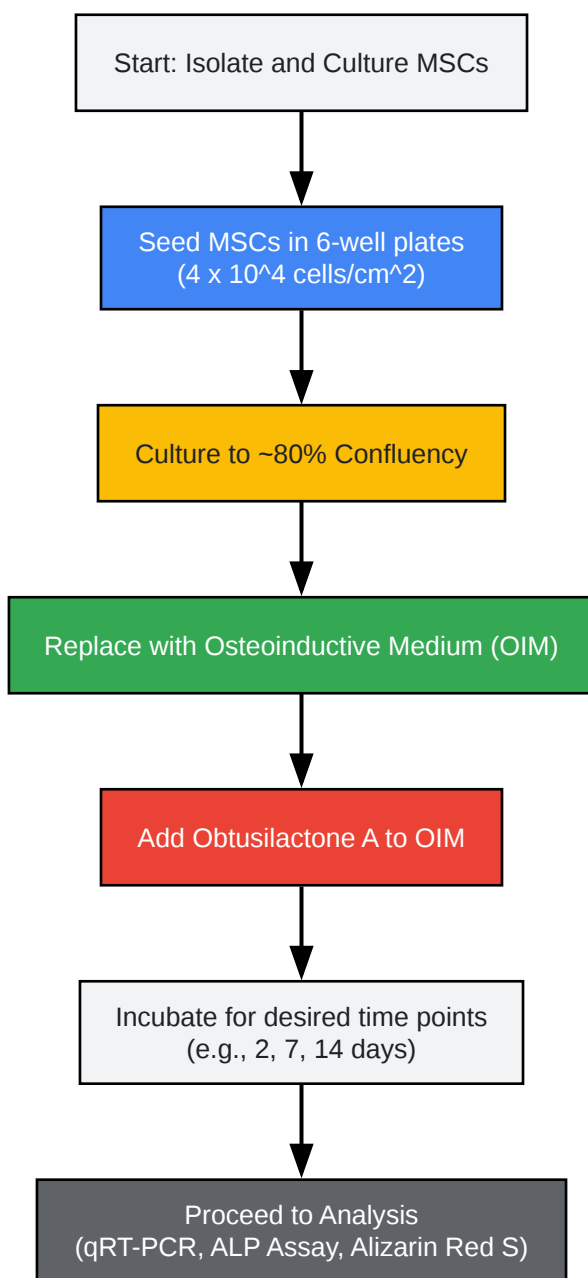 Start: Isolate and Culture MSCs
Seed MSCs in 6-well plates
(4 x 10^4 cells/cm^2)
Culture to ~80% Confluency
Replace with Osteoinductive Medium (OIM)
Add Obtusilactone A to OIM
Incubate for desired time points
(e.g., 2, 7, 14 days)
Proceed to Analysis
(qRT-PCR, ALP Assay, Alizarin Red S)